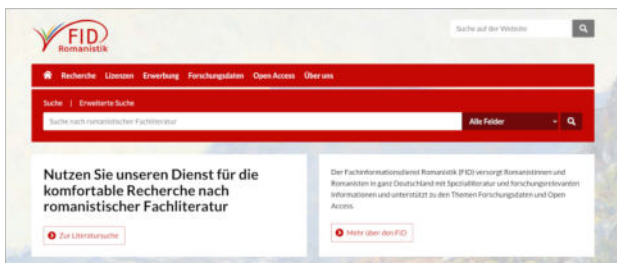 FID
Romanistik
Suche auf der Website
Recherche Lizenzen Erwerbung Forschungsdaten Open Access Über uns
Suche | Erweiterte Suche
Suche nach romanistischer Fachliteratur
Alle Felder
Nutzen Sie unseren Dienst für die
komfortable Recherche nach
romanistischer Fachliteratur
Zur Literatursuche
Der Fachinformationsdienst Romanistik (FID) versorgt Romanistinnen und
Romanisten in ganz Deutschland mit Spezialliteratur und forschungsrelevanten
Informationen und unterstützt zu den Themen Forschungsdaten und Open
Access.
Mehr über den FID